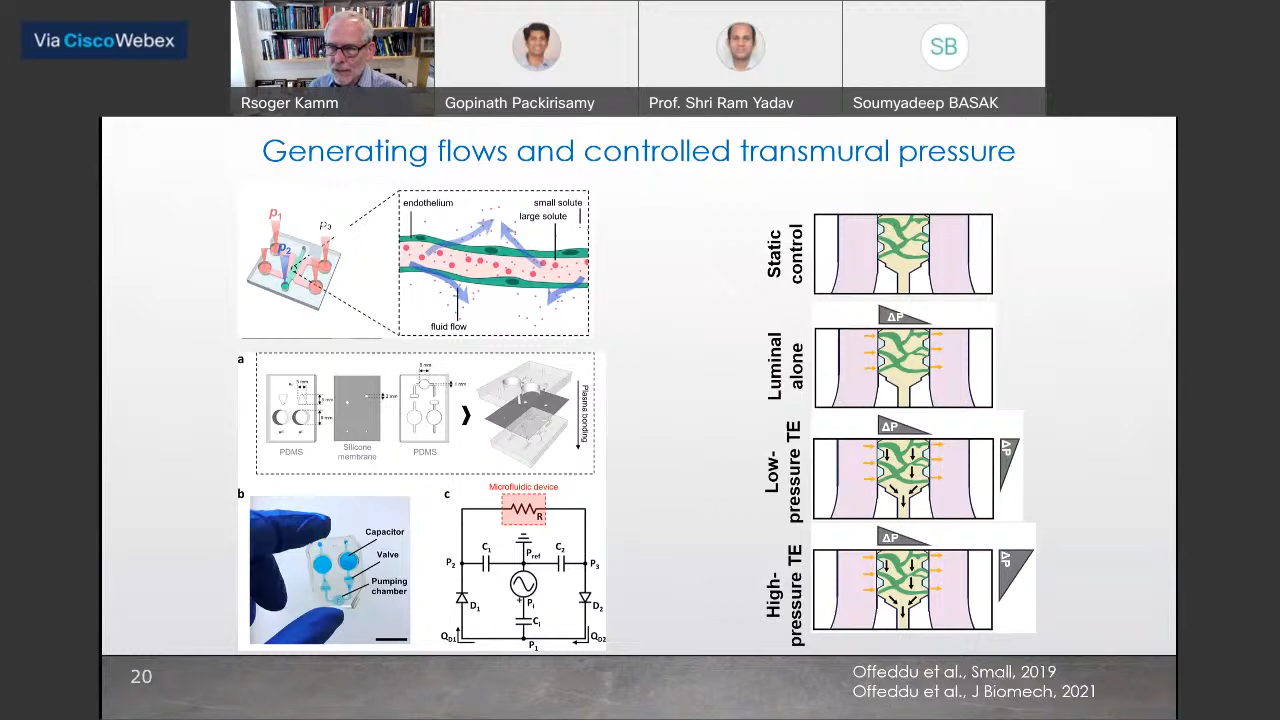 Via Cisco Webex
Rsoger Kamm
Gopinath Packirisamy
Prof. Shri Ram Yadav
SB
Soumyadeep BASAK
Generating flows and controlled transmural pressure
p1
p2
p3
endothelium
small solute
large solute
fluid flow
a
PDMS
Silicone
membrane
PDMS
Plasma bonding
b
Capacitor
Valve
Pumping
chamber
c
Microfluidic device
R
C1
Pref
C2
P2
P3
D1
Pi
D2
Ci
QD1
QD2
P1
Static
control
ΔP
Luminal
alone
ΔP
Low-
pressure TE
ΔP
ΔP
High-
pressure TE
ΔP
20
Offeddu et al., Small, 2019
Offeddu et al., J Biomech, 2021